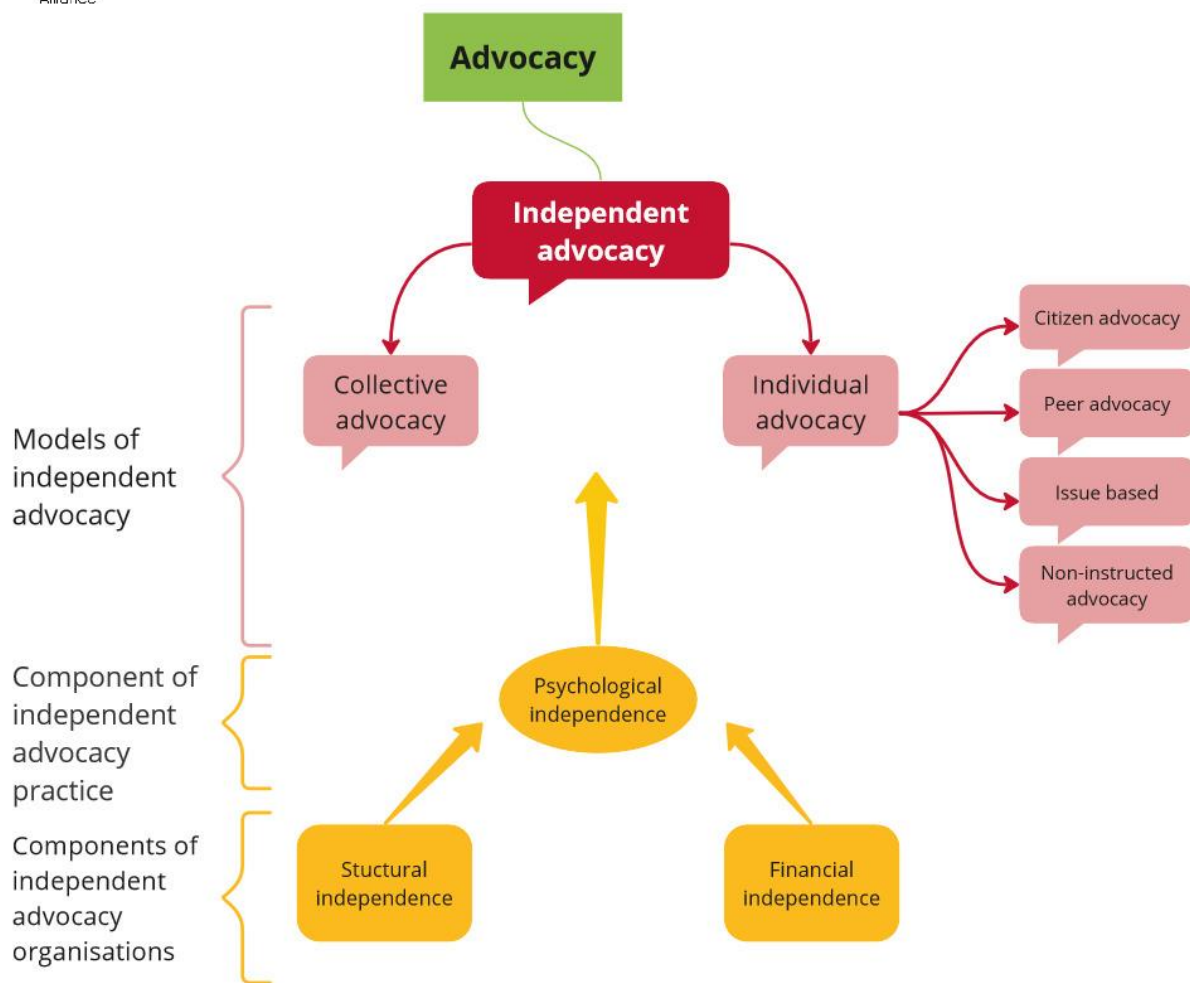 Alliance
Advocacy
Independent
advocacy
Collective
advocacy
Individual
advocacy
Citizen advocacy
Peer advocacy
Issue based
Non-instructed
advocacy
Models of
independent
advocacy
Psychological
independence
Component of
independent
advocacy
practice
Stuctural
independence
Financial
independence
Components of
independent
advocacy
organisations